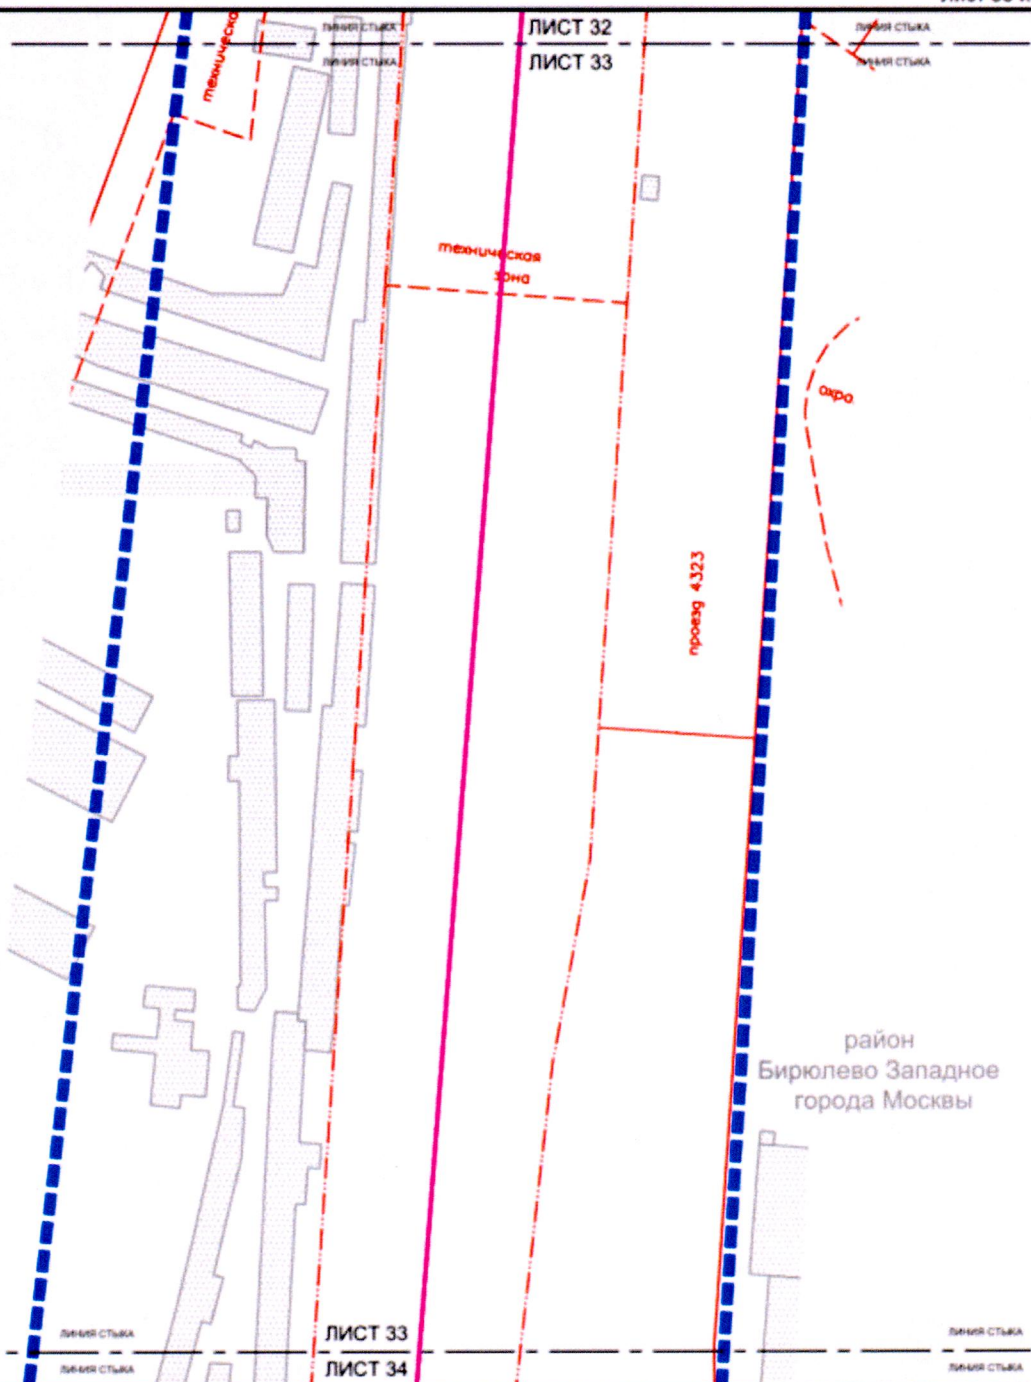 техническа
ЛИНИЯ СТЫКА
ЛИСТ 32
ЛИНИЯ СТЫКА
ЛИНИЯ СТЫКА
ЛИСТ 33
ЛИНИЯ СТЫКА
техническая
зона
охра
проезд 4323
район
Бирюлево Западное
города Москвы
ЛИНИЯ СТЫКА
ЛИСТ 33
ЛИНИЯ СТЫКА
ЛИНИЯ СТЫКА
ЛИСТ 34
ЛИНИЯ СТЫКА